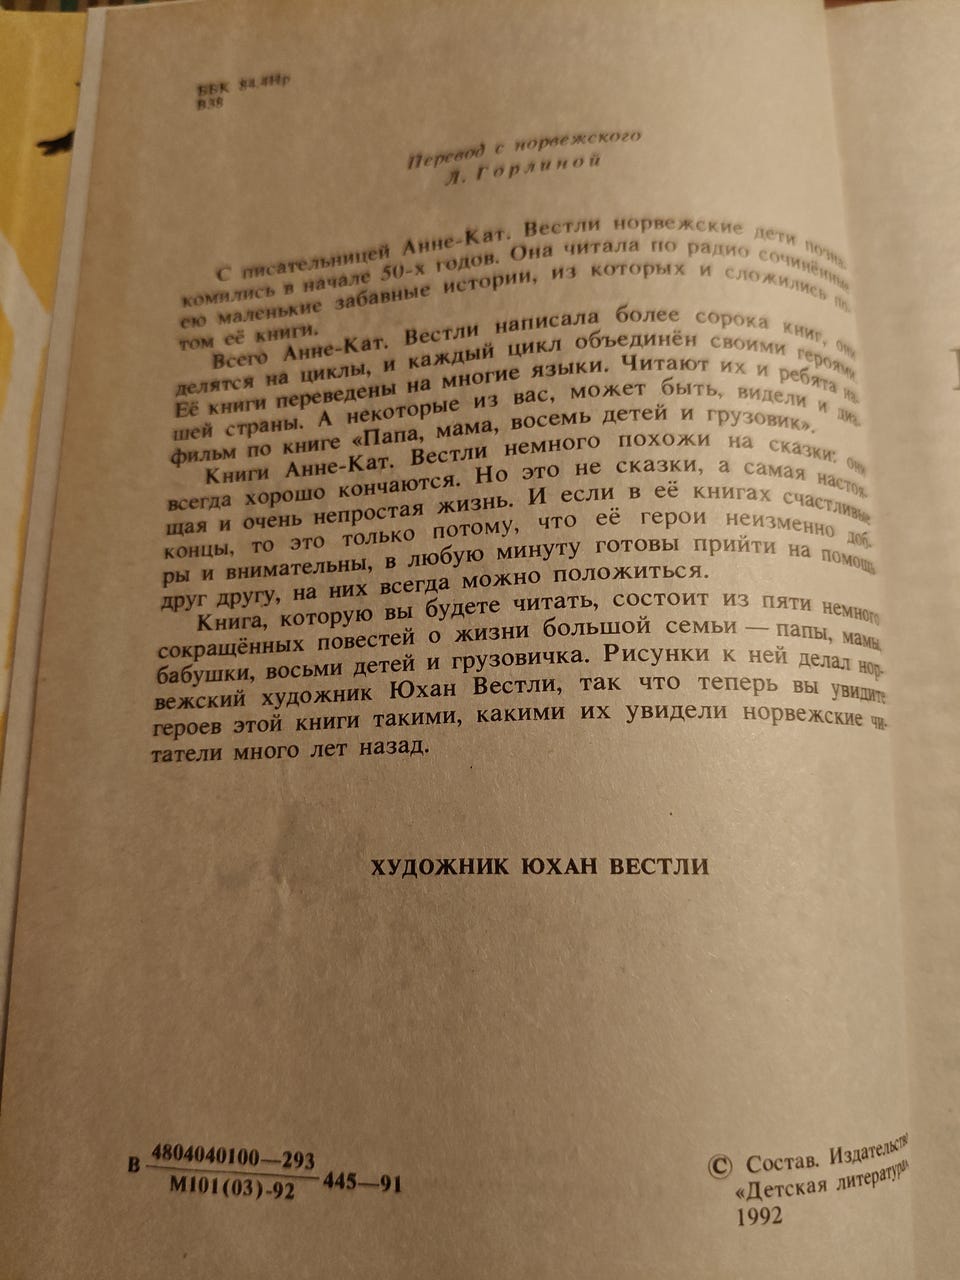 ББК 84.4Нр
В38
Перевод с норвежского
Л. Горлиной
С писательницей Анне-Кат. Вестли норвежские дети позна-
комились в начале 50-х годов. Она читала по радио сочинённые
ею маленькие забавные истории, из которых и сложились по-
том её книги.
Всего Анне-Кат. Вестли написала более сорока книг, они
делятся на циклы, и каждый цикл объединён своими героями.
Её книги переведены на многие языки. Читают их и ребята на-
шей страны. А некоторые из вас, может быть, видели и диа-
фильм по книге «Папа, мама, восемь детей и грузовик».
Книги Анне-Кат. Вестли немного похожи на сказки: они
всегда хорошо кончаются. Но это не сказки, а самая настоя-
щая и очень непростая жизнь. И если в её книгах счастливые
концы, то это только потому, что её герои неизменно доб-
ры и внимательны, в любую минуту готовы прийти на помощь
друг другу, на них всегда можно положиться.
Книга, которую вы будете читать, состоит из пяти немного
сокращённых повестей о жизни большой семьи — папы, мамы,
бабушки, восьми детей и грузовичка. Рисунки к ней делал нор-
вежский художник Юхан Вестли, так что теперь вы увидите
героев этой книги такими, какими их увидели норвежские чи-
татели много лет назад.
ХУДОЖНИК ЮХАН ВЕСТЛИ
В 4804040100—293
М101(03)-92 445—91
© Состав. Издательство
«Детская литература»
1992